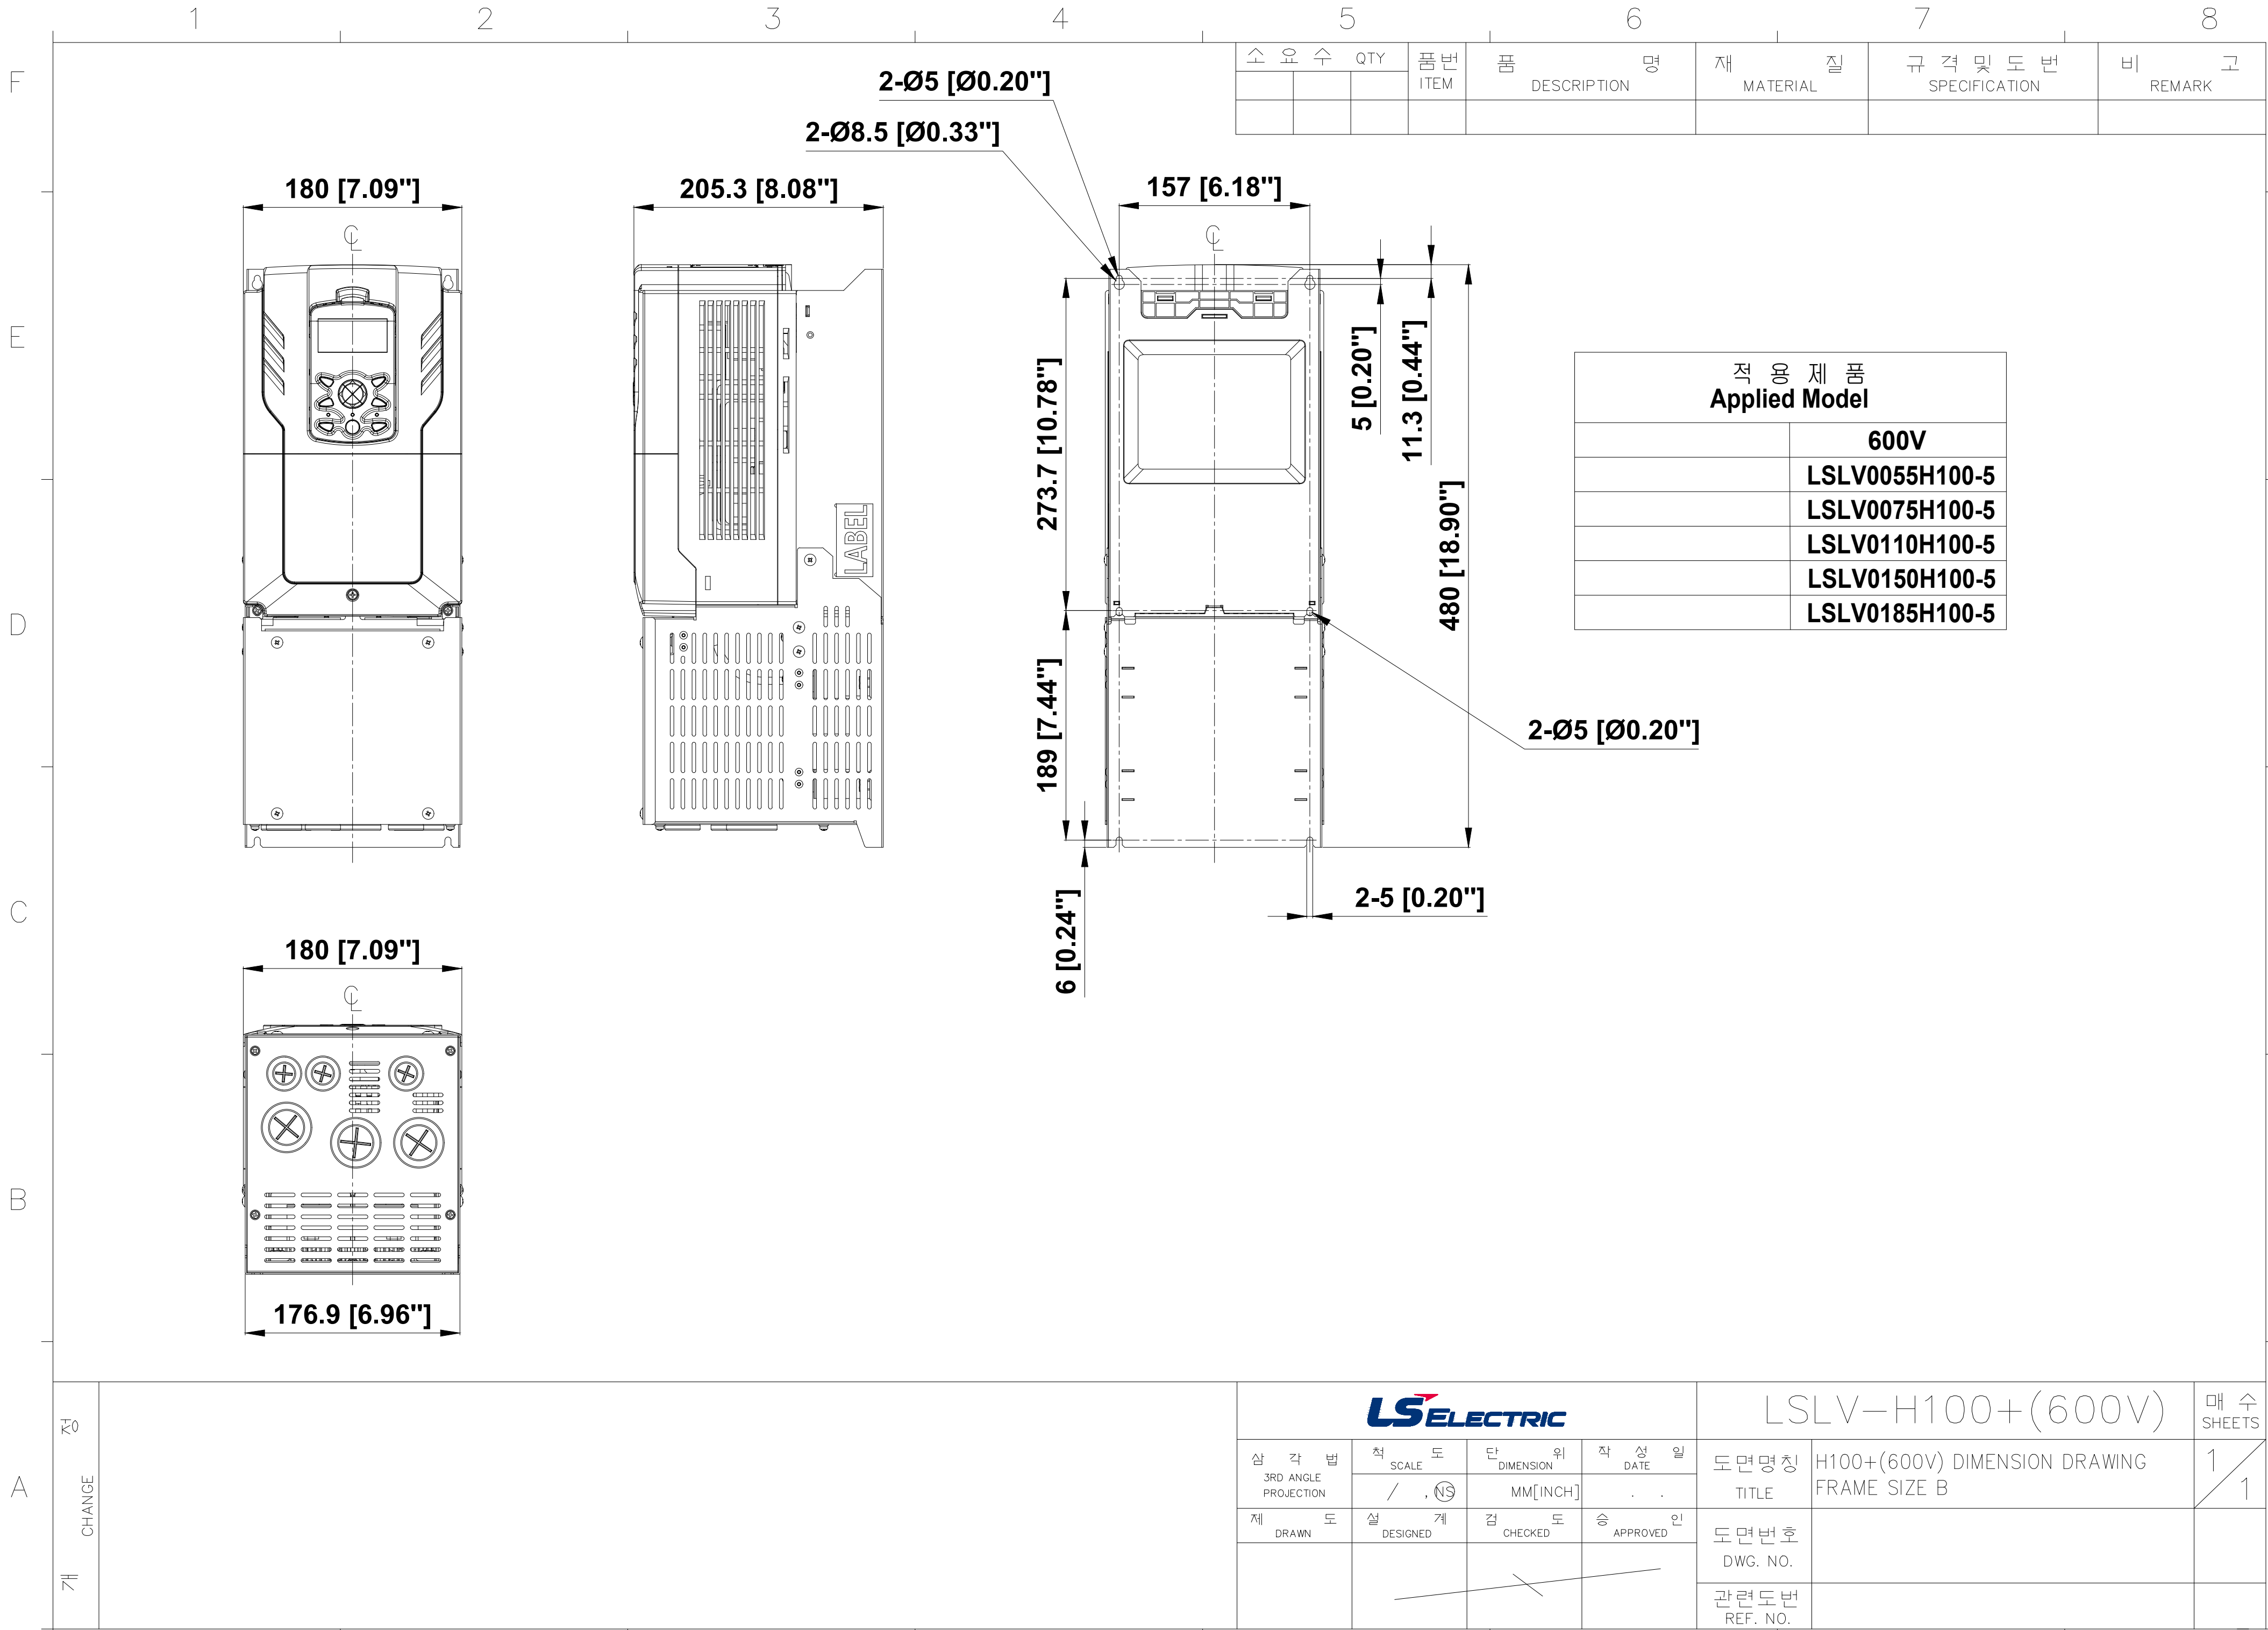 1 2 3 4 5 6 7 8
F
E
D
C
B
A
소 요 수 QTY
품번
ITEM
품 명
DESCRIPTION
재 질
MATERIAL
규 격 및 도 번
SPECIFICATION
비 고
REMARK
2-Ø5 [Ø0.20"]
2-Ø8.5 [Ø0.33"]
180 [7.09"]
205.3 [8.08"]
157 [6.18"]
5 [0.20"]
11.3 [0.44"]
273.7 [10.78"]
480 [18.90"]
189 [7.44"]
LABEL
2-Ø5 [Ø0.20"]
2-5 [0.20"]
6 [0.24"]
적 용 제 품
Applied Model
600V
LSLV0055H100-5
LSLV0075H100-5
LSLV0110H100-5
LSLV0150H100-5
LSLV0185H100-5
180 [7.09"]
176.9 [6.96"]
정
CHANGE
개
LS ELECTRIC
LSLV-H100+(600V)
매 수
SHEETS
삼 각 법
3RD ANGLE
PROJECTION
척 도
SCALE
/ , NS
단 위
DIMENSION
MM[INCH]
작 성 일
DATE
. .
도면명칭
TITLE
H100+(600V) DIMENSION DRAWING
FRAME SIZE B
1/1
제 도
DRAWN
설 계
DESIGNED
검 도
CHECKED
승 인
APPROVED
도면번호
DWG. NO.
관련도번
REF. NO.